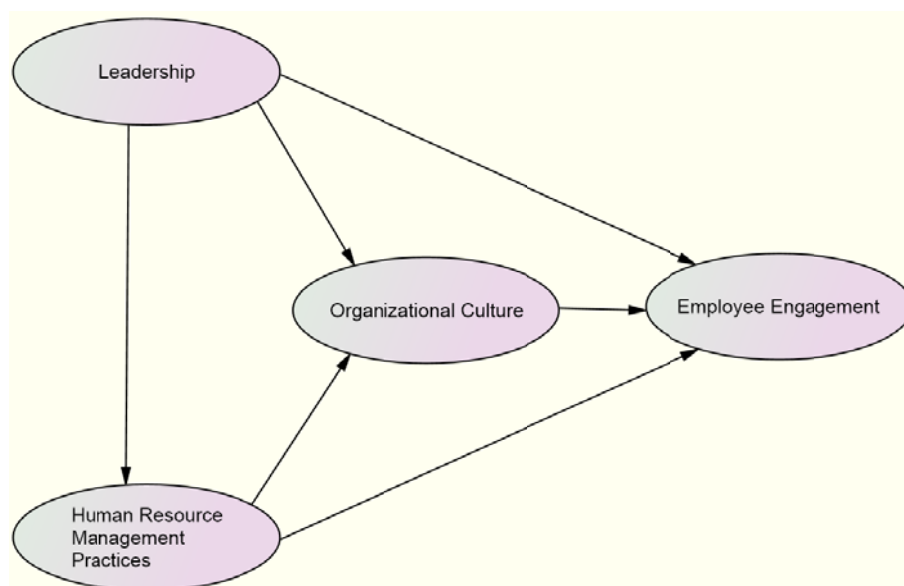 Leadership
Organizational Culture
Employee Engagement
Human Resource
Management
Practices